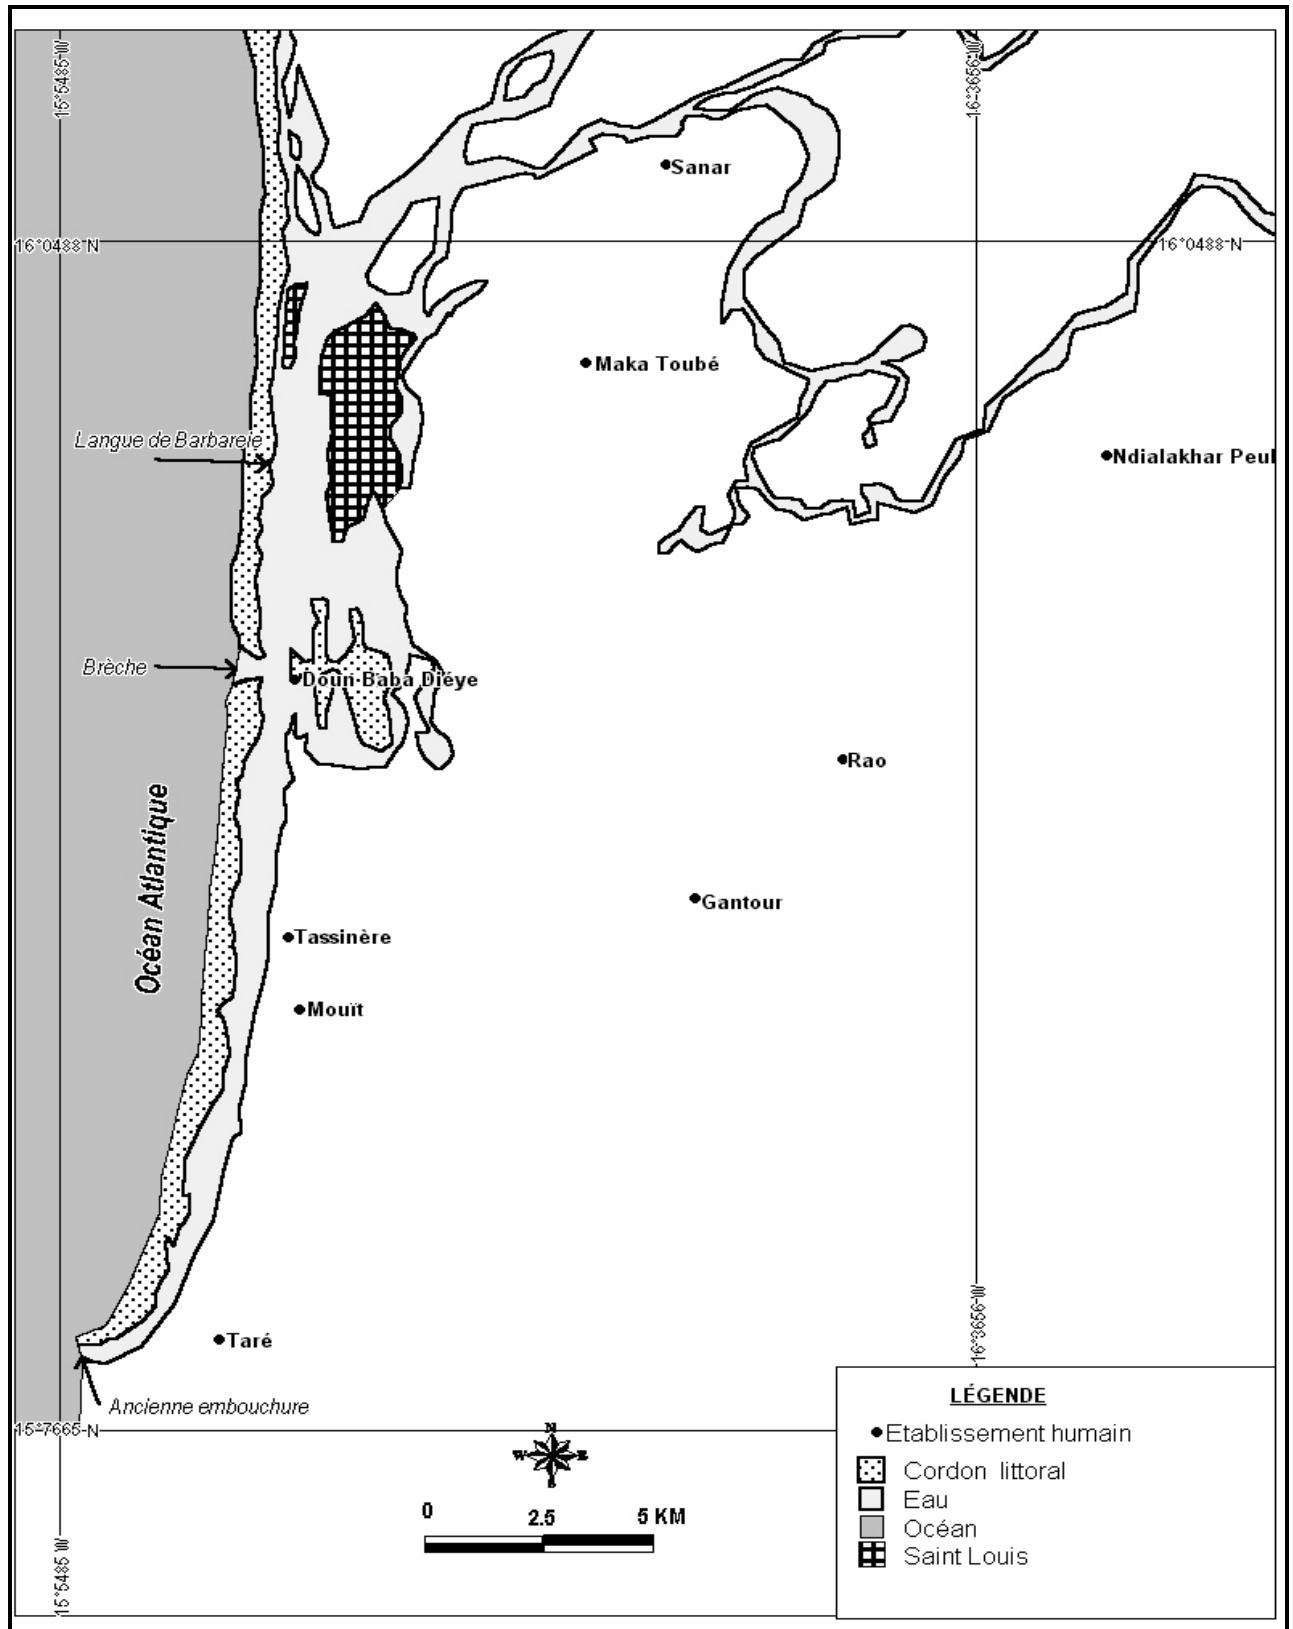 15°5485 W
16°3656 W
Sanar
16°0488 N
16°0488 N
Maka Toubé
Langue de Barbareie
Ndialakhar Peul
Brèche
Doun Baba Diéye
Rao
Océan Atlantique
Gantour
Tassinère
Mouït
16°3656 W
Taré
Ancienne embouchure
15°7665 N
N
W E
S
0 2.5 5 KM
15°5485 W
LÉGENDE
Etablissement humain
Cordon littoral
Eau
Océan
Saint Louis